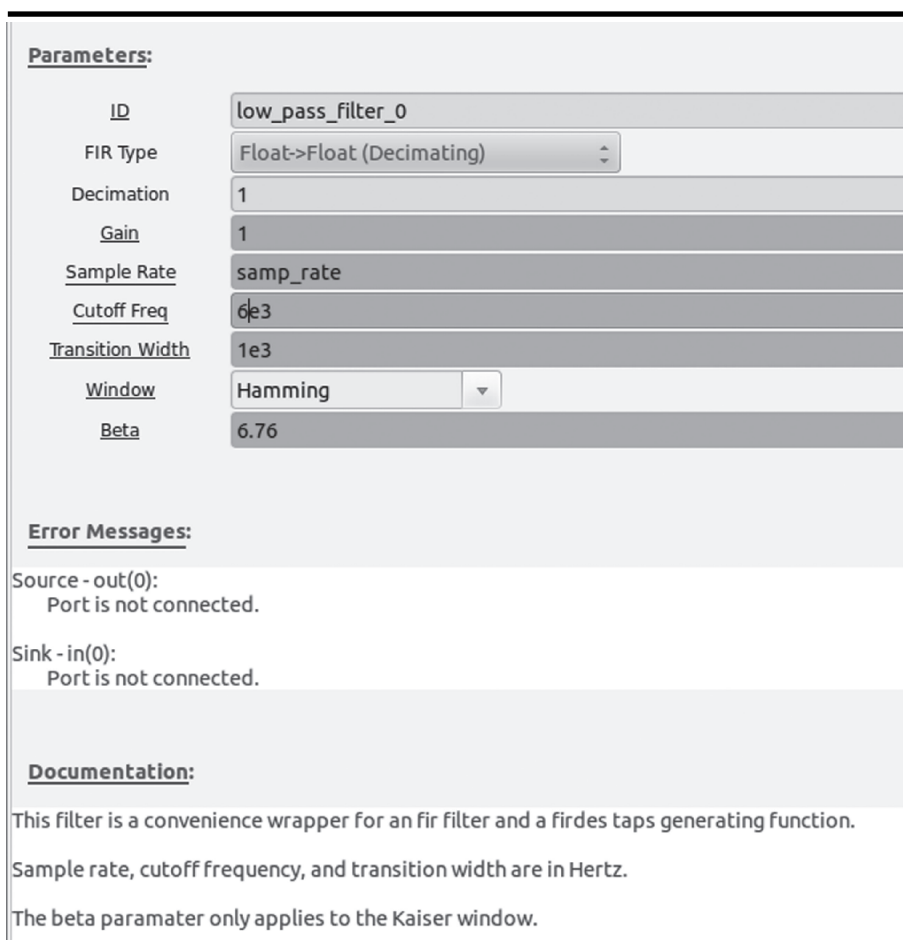 Parameters:
ID low_pass_filter_0
FIR Type Float->Float (Decimating)
Decimation 1
Gain 1
Sample Rate samp_rate
Cutoff Freq 6e3
Transition Width 1e3
Window Hamming
Beta 6.76
Error Messages:
Source - out(0):
Port is not connected.
Sink - in(0):
Port is not connected.
Documentation:
This filter is a convenience wrapper for an fir filter and a firdes taps generating function.
Sample rate, cutoff frequency, and transition width are in Hertz.
The beta paramater only applies to the Kaiser window.